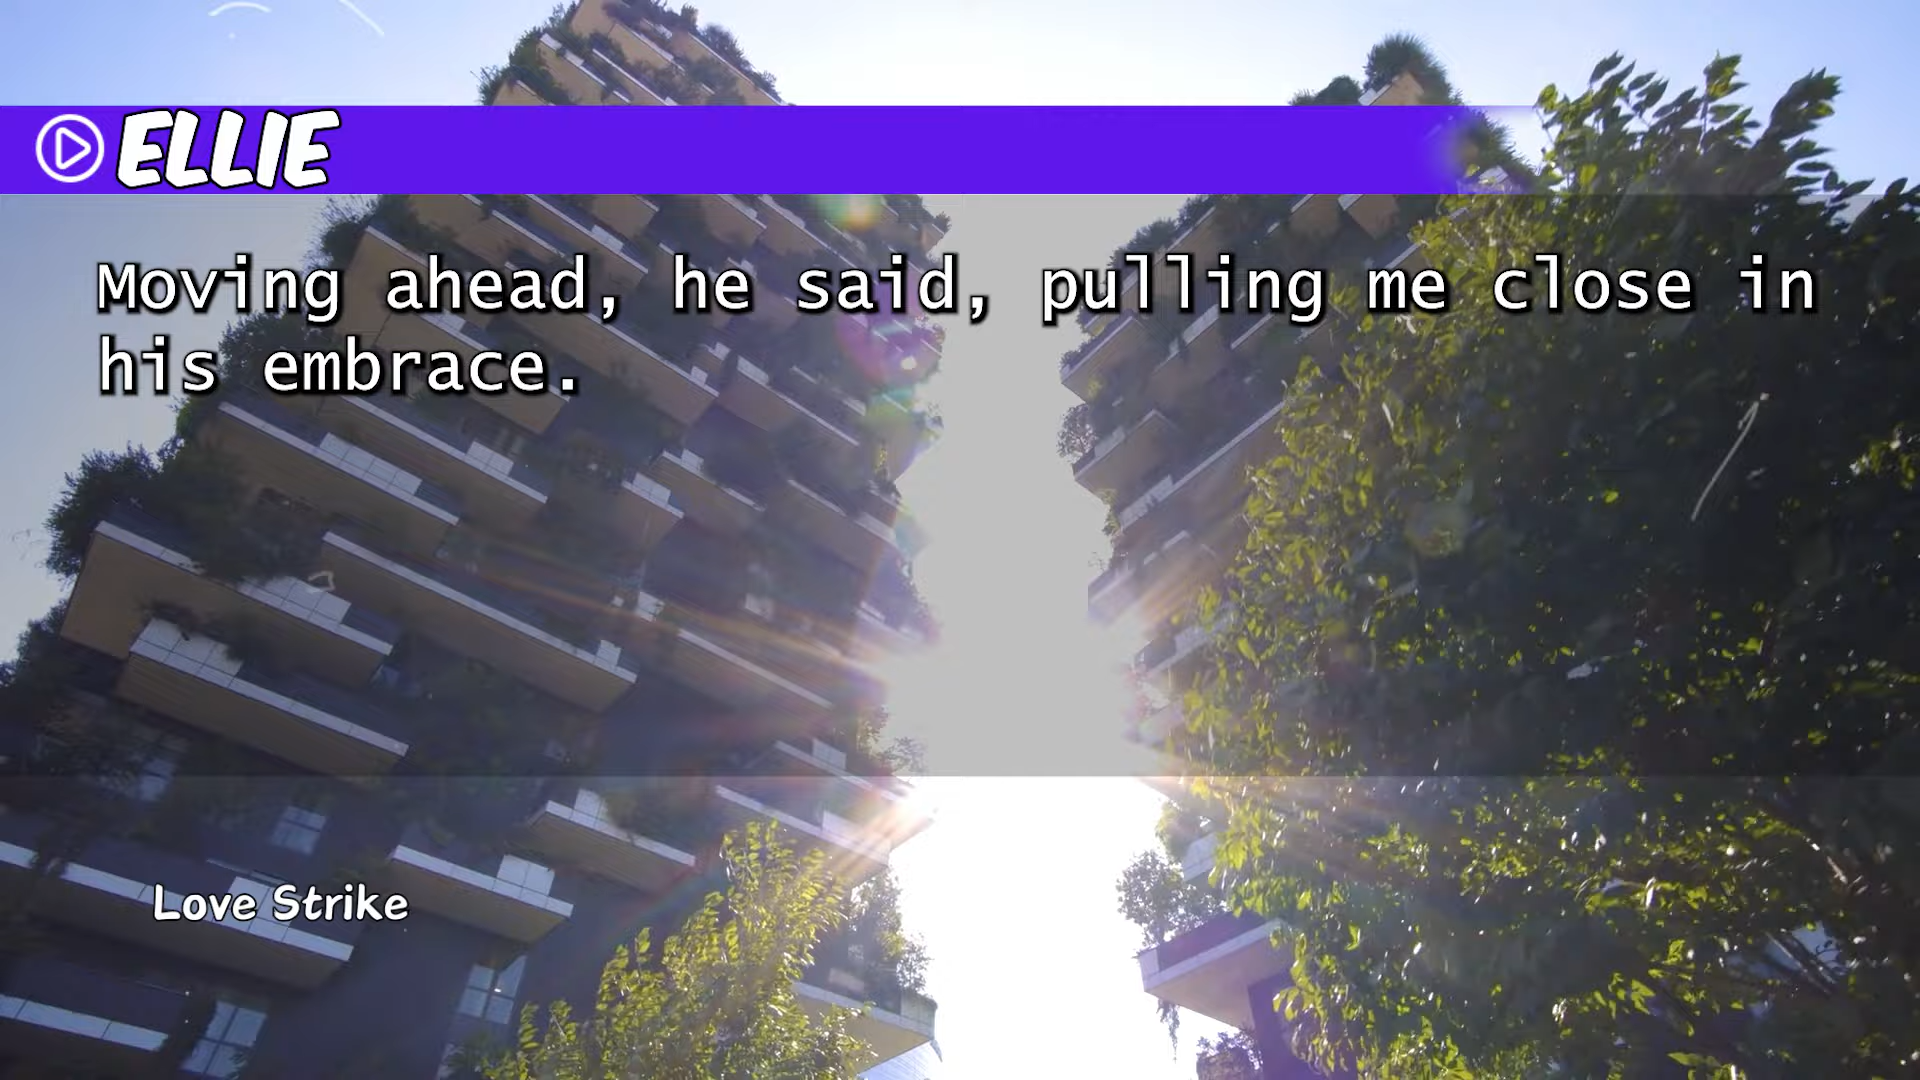 ELLIE
Moving ahead, he said, pulling me close in
his embrace.
Love Strike